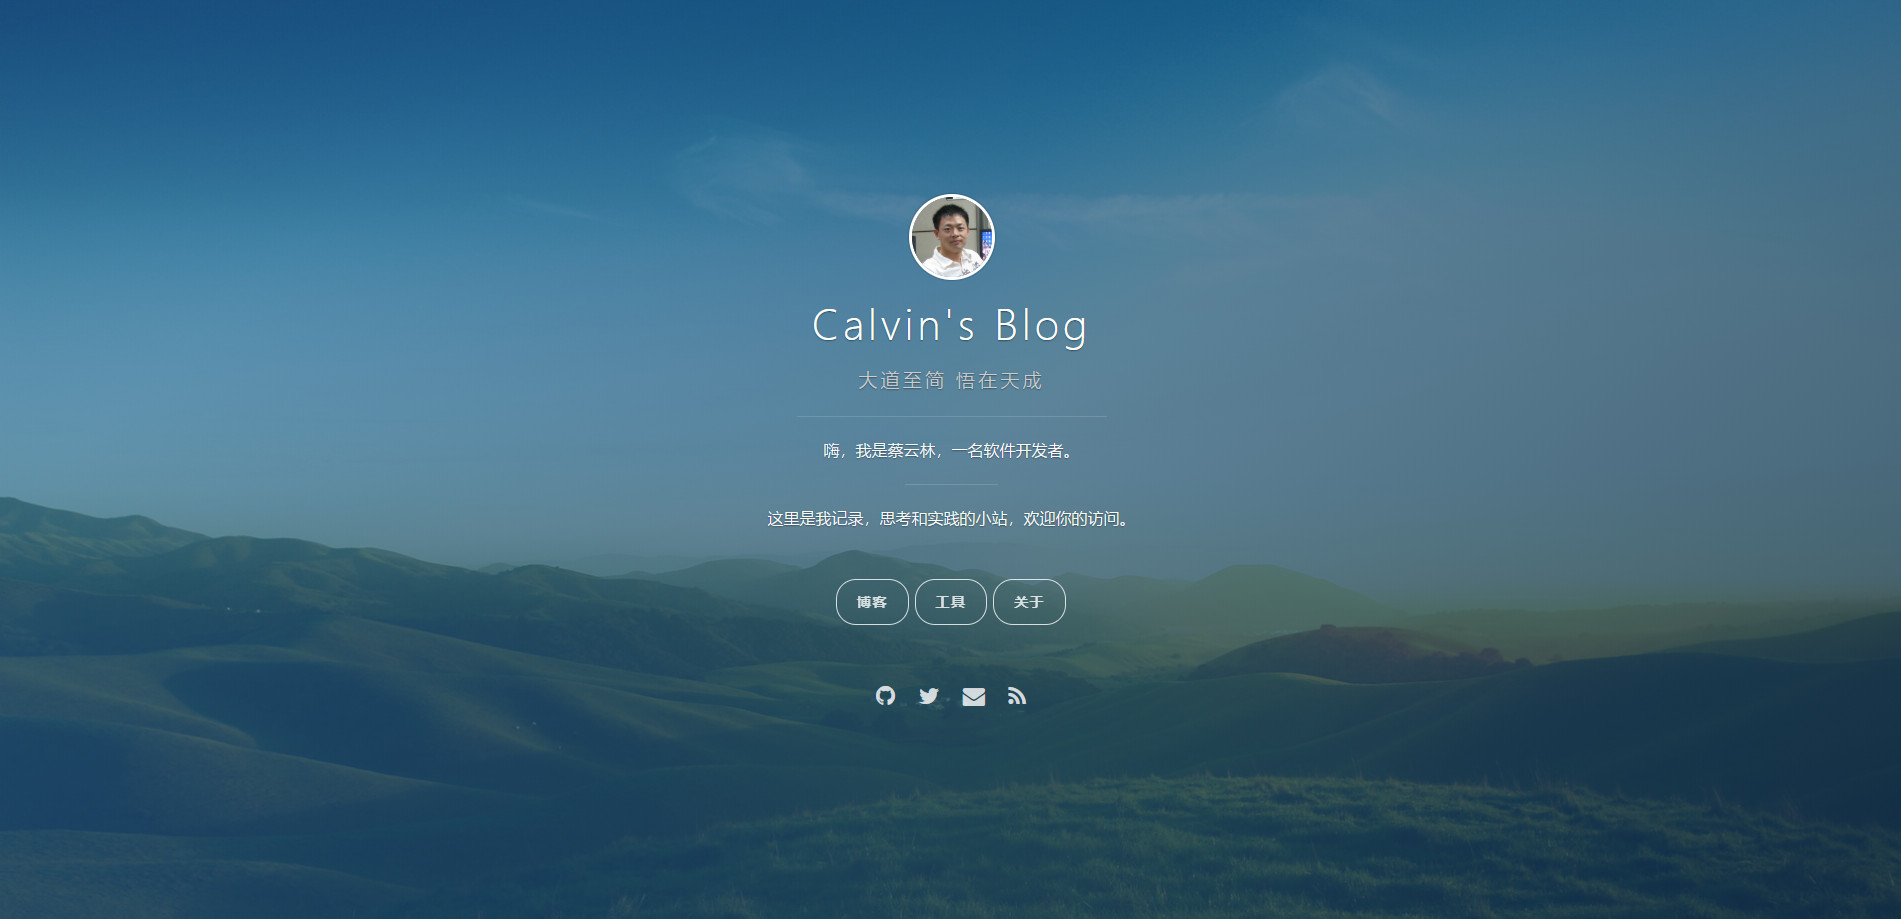 Calvin's Blog
大道至简 悟在天成
嗨，我是蔡云林，一名软件开发者。
这里是我记录，思考和实践的小站，欢迎你的访问。
博客 工具 关于